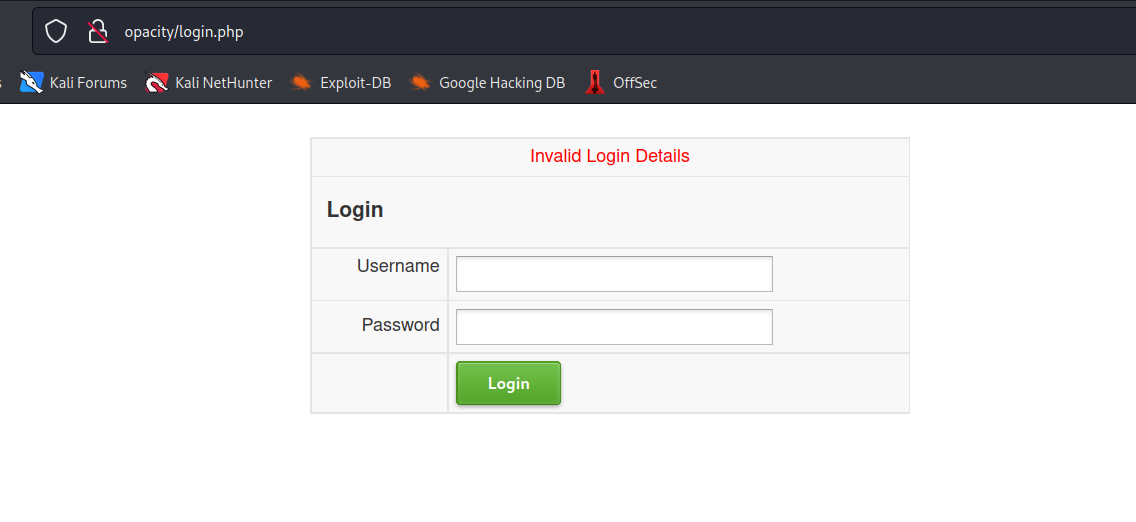 opacity/login.php
s Kali Forums Kali NetHunter Exploit-DB Google Hacking DB OffSec
Invalid Login Details
Login
Username
Password
Login